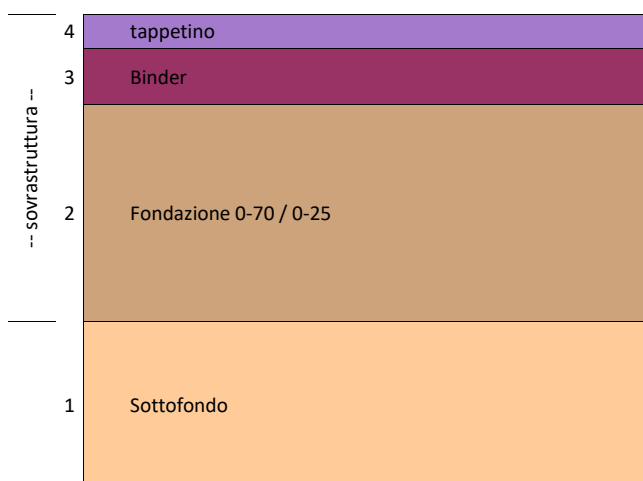 4 tappetino
3 Binder
-- sovrastruttura --
2 Fondazione 0-70 / 0-25
1 Sottofondo